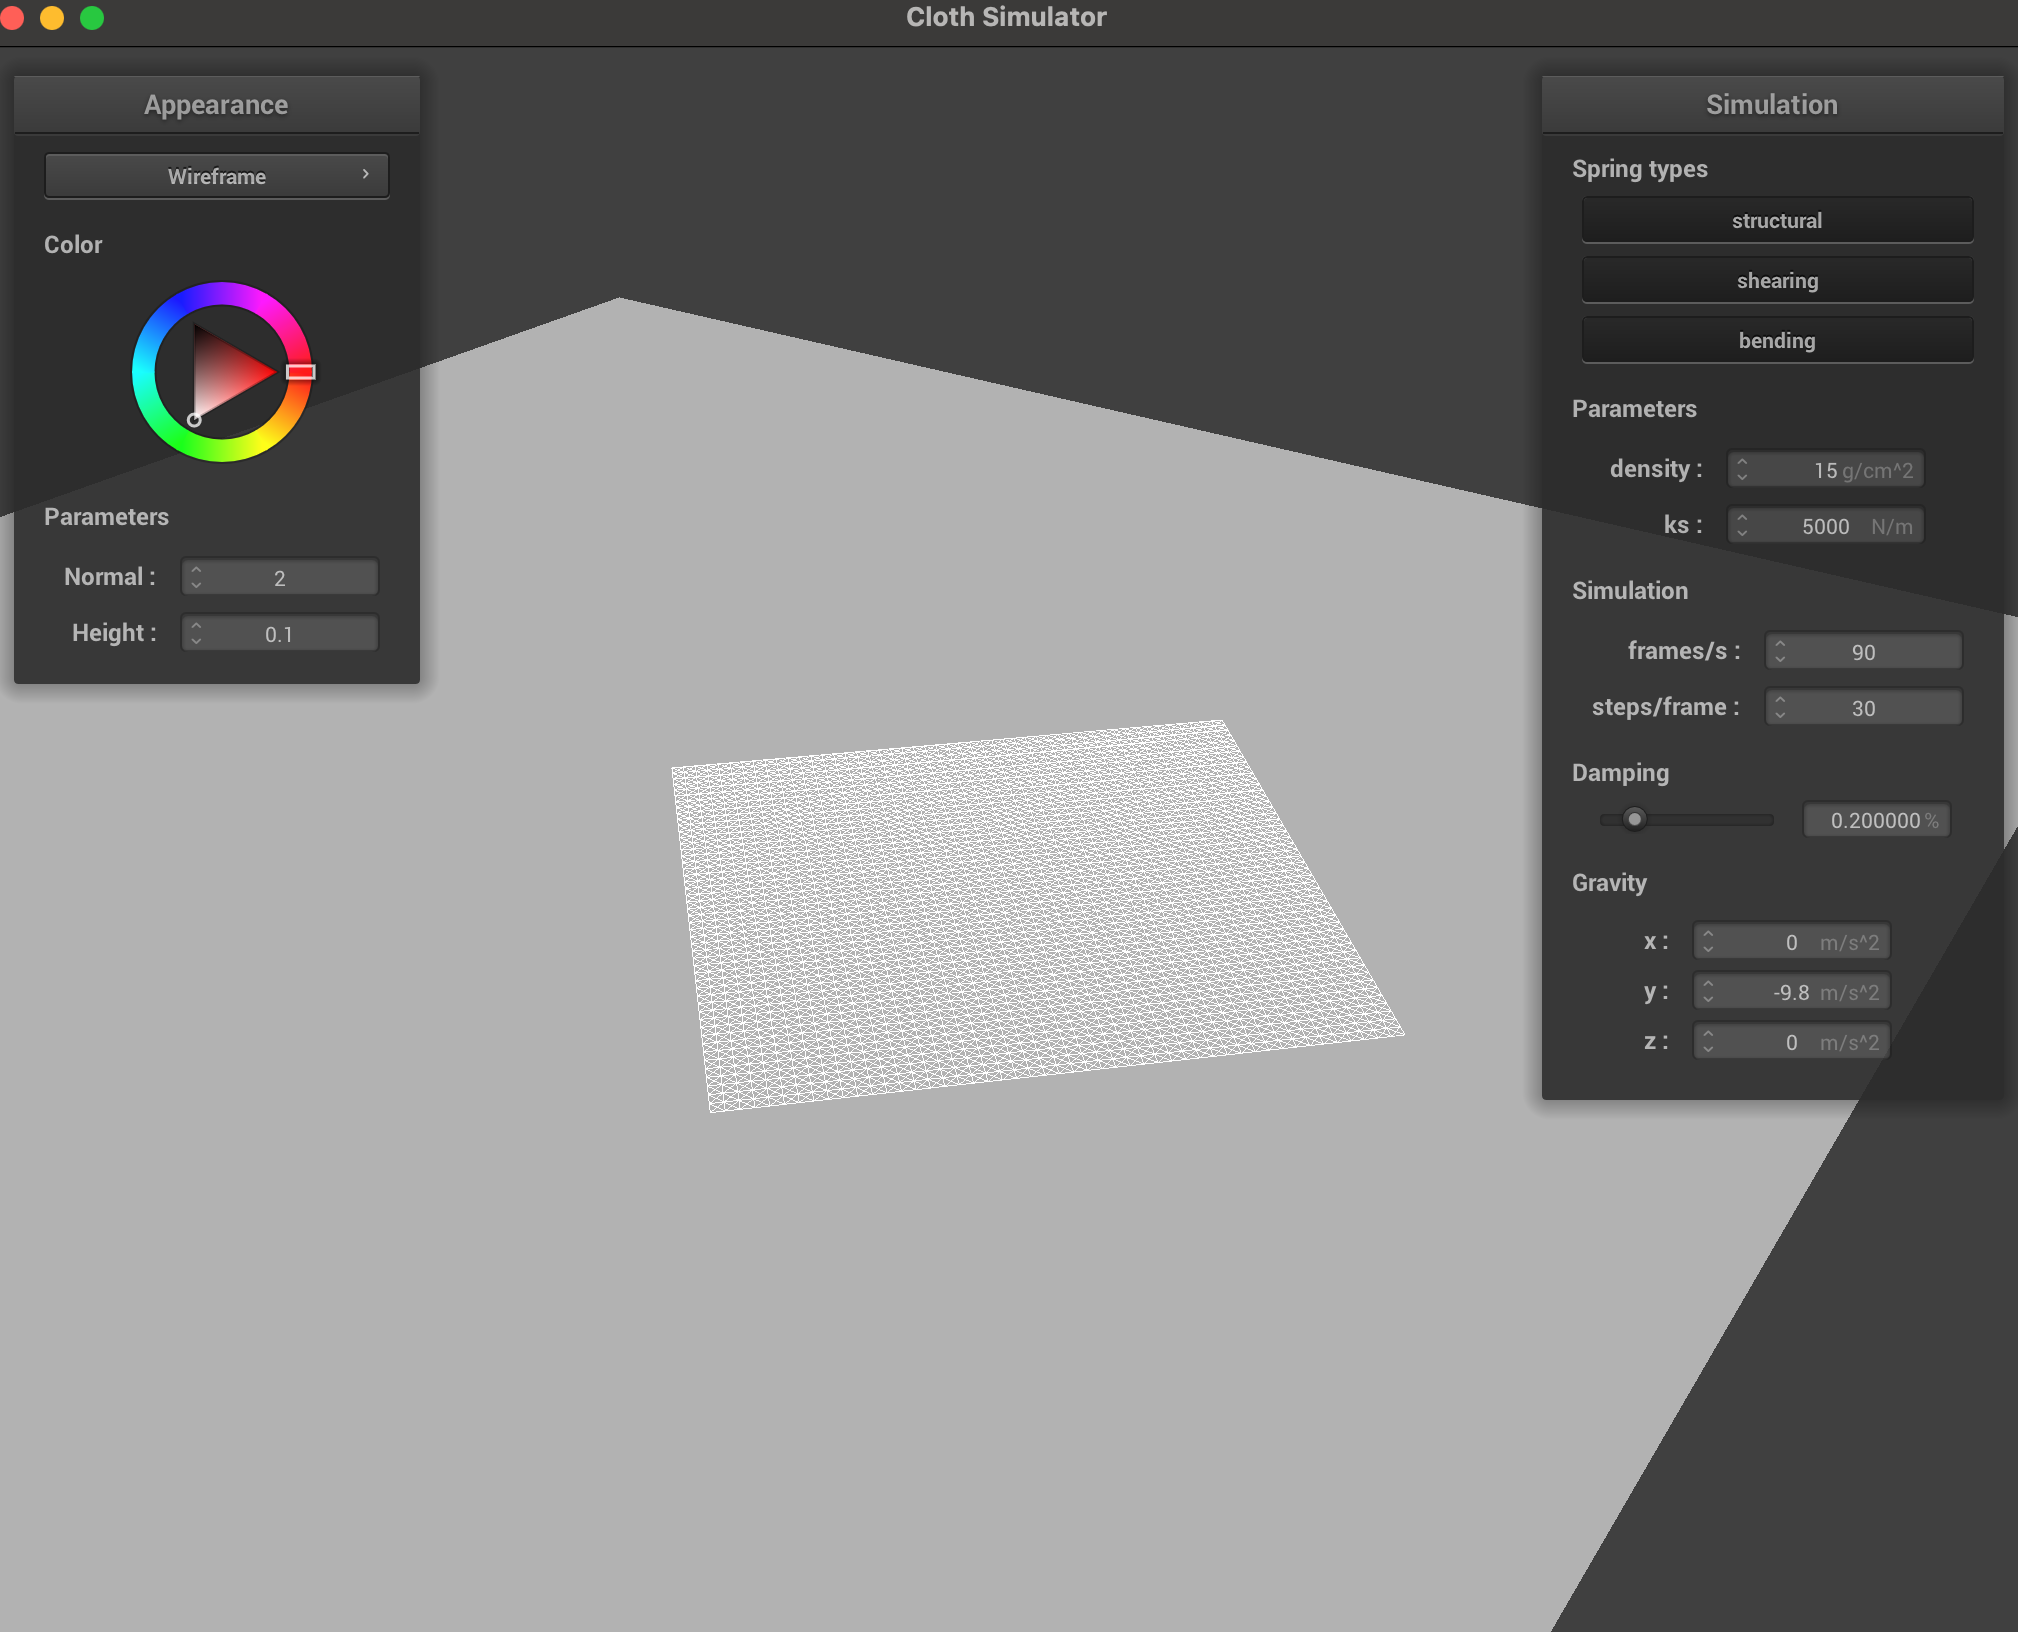 Cloth Simulator
Appearance
Wireframe
Color
Parameters
Normal : 2
Height : 0.1
Simulation
Spring types
structural
shearing
bending
Parameters
density : 15 g/cm^2
ks : 5000 N/m
Simulation
frames/s : 90
steps/frame : 30
Damping
0.200000 %
Gravity
x : 0 m/s^2
y : -9.8 m/s^2
z : 0 m/s^2